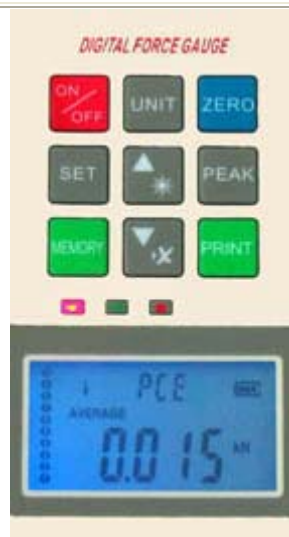 DIGITAL FORCE GAUGE
ON/OFF UNIT ZERO
SET PEAK
MEMORY PRINT
PCE
AVERAGE
0.015 kN